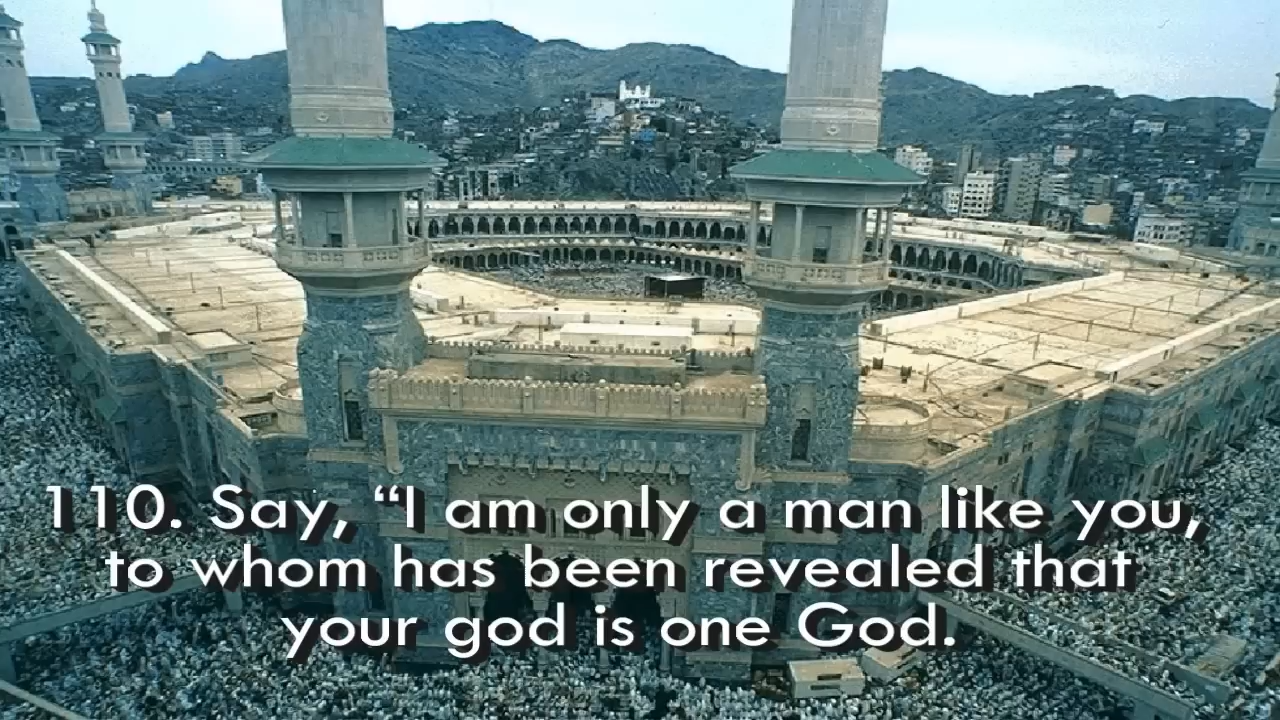 110. Say, “I am only a man like you,
to whom has been revealed that
your god is one God.